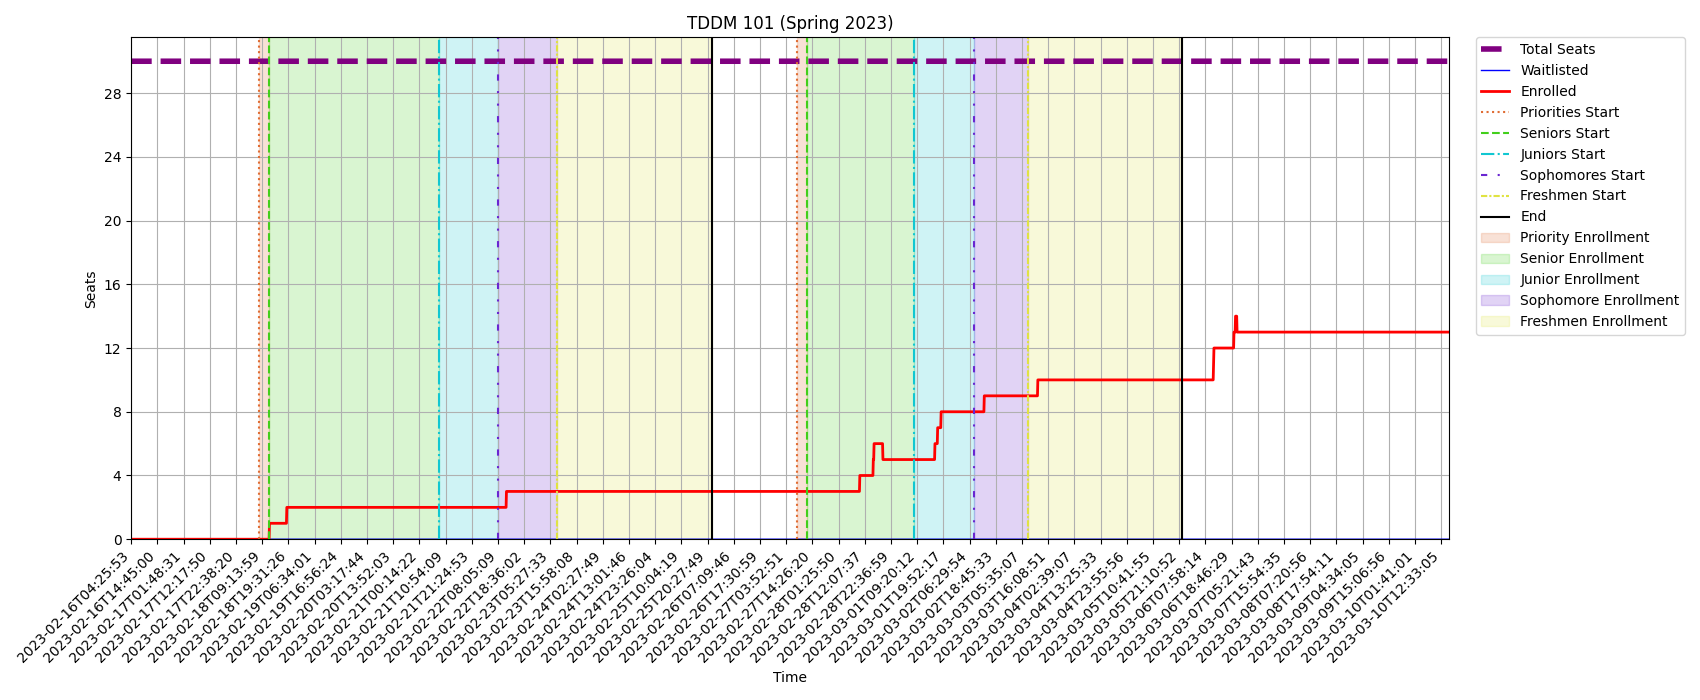 TDDM 101 (Spring 2023)
Total Seats
Waitlisted
Enrolled
Priorities Start
Seniors Start
Juniors Start
Sophomores Start
Freshmen Start
End
Priority Enrollment
Senior Enrollment
Junior Enrollment
Sophomore Enrollment
Freshmen Enrollment
Seats
28
24
20
16
12
8
4
0
2023-02-16T04:25:53
2023-02-16T14:45:00
2023-02-17T01:48:31
2023-02-17T12:17:50
2023-02-17T22:38:20
2023-02-18T09:13:59
2023-02-18T19:31:26
2023-02-19T06:34:01
2023-02-19T19:56:24
2023-02-20T03:17:44
2023-02-20T13:52:03
2023-02-21T00:14:22
2023-02-21T10:54:09
2023-02-21T21:24:53
2023-02-22T08:05:09
2023-02-22T18:36:02
2023-02-23T05:27:33
2023-02-23T15:58:08
2023-02-24T02:27:49
2023-02-24T13:01:46
2023-02-24T23:26:04
2023-02-25T10:04:19
2023-02-25T20:27:49
2023-02-26T07:09:46
2023-02-26T17:30:59
2023-02-27T03:52:51
2023-02-27T14:26:20
2023-02-28T01:25:50
2023-02-28T12:07:37
2023-02-28T22:36:59
2023-03-01T09:20:12
2023-03-01T19:52:17
2023-03-02T06:29:54
2023-03-02T18:45:33
2023-03-03T05:35:07
2023-03-03T16:08:51
2023-03-04T02:39:07
2023-03-04T13:25:33
2023-03-04T23:55:56
2023-03-05T10:41:55
2023-03-05T21:10:52
2023-03-06T07:58:14
2023-03-06T18:46:29
2023-03-07T05:21:43
2023-03-07T15:54:35
2023-03-08T07:20:56
2023-03-08T17:54:11
2023-03-09T04:34:05
2023-03-09T15:06:56
2023-03-10T01:41:01
2023-03-10T12:33:05
Time